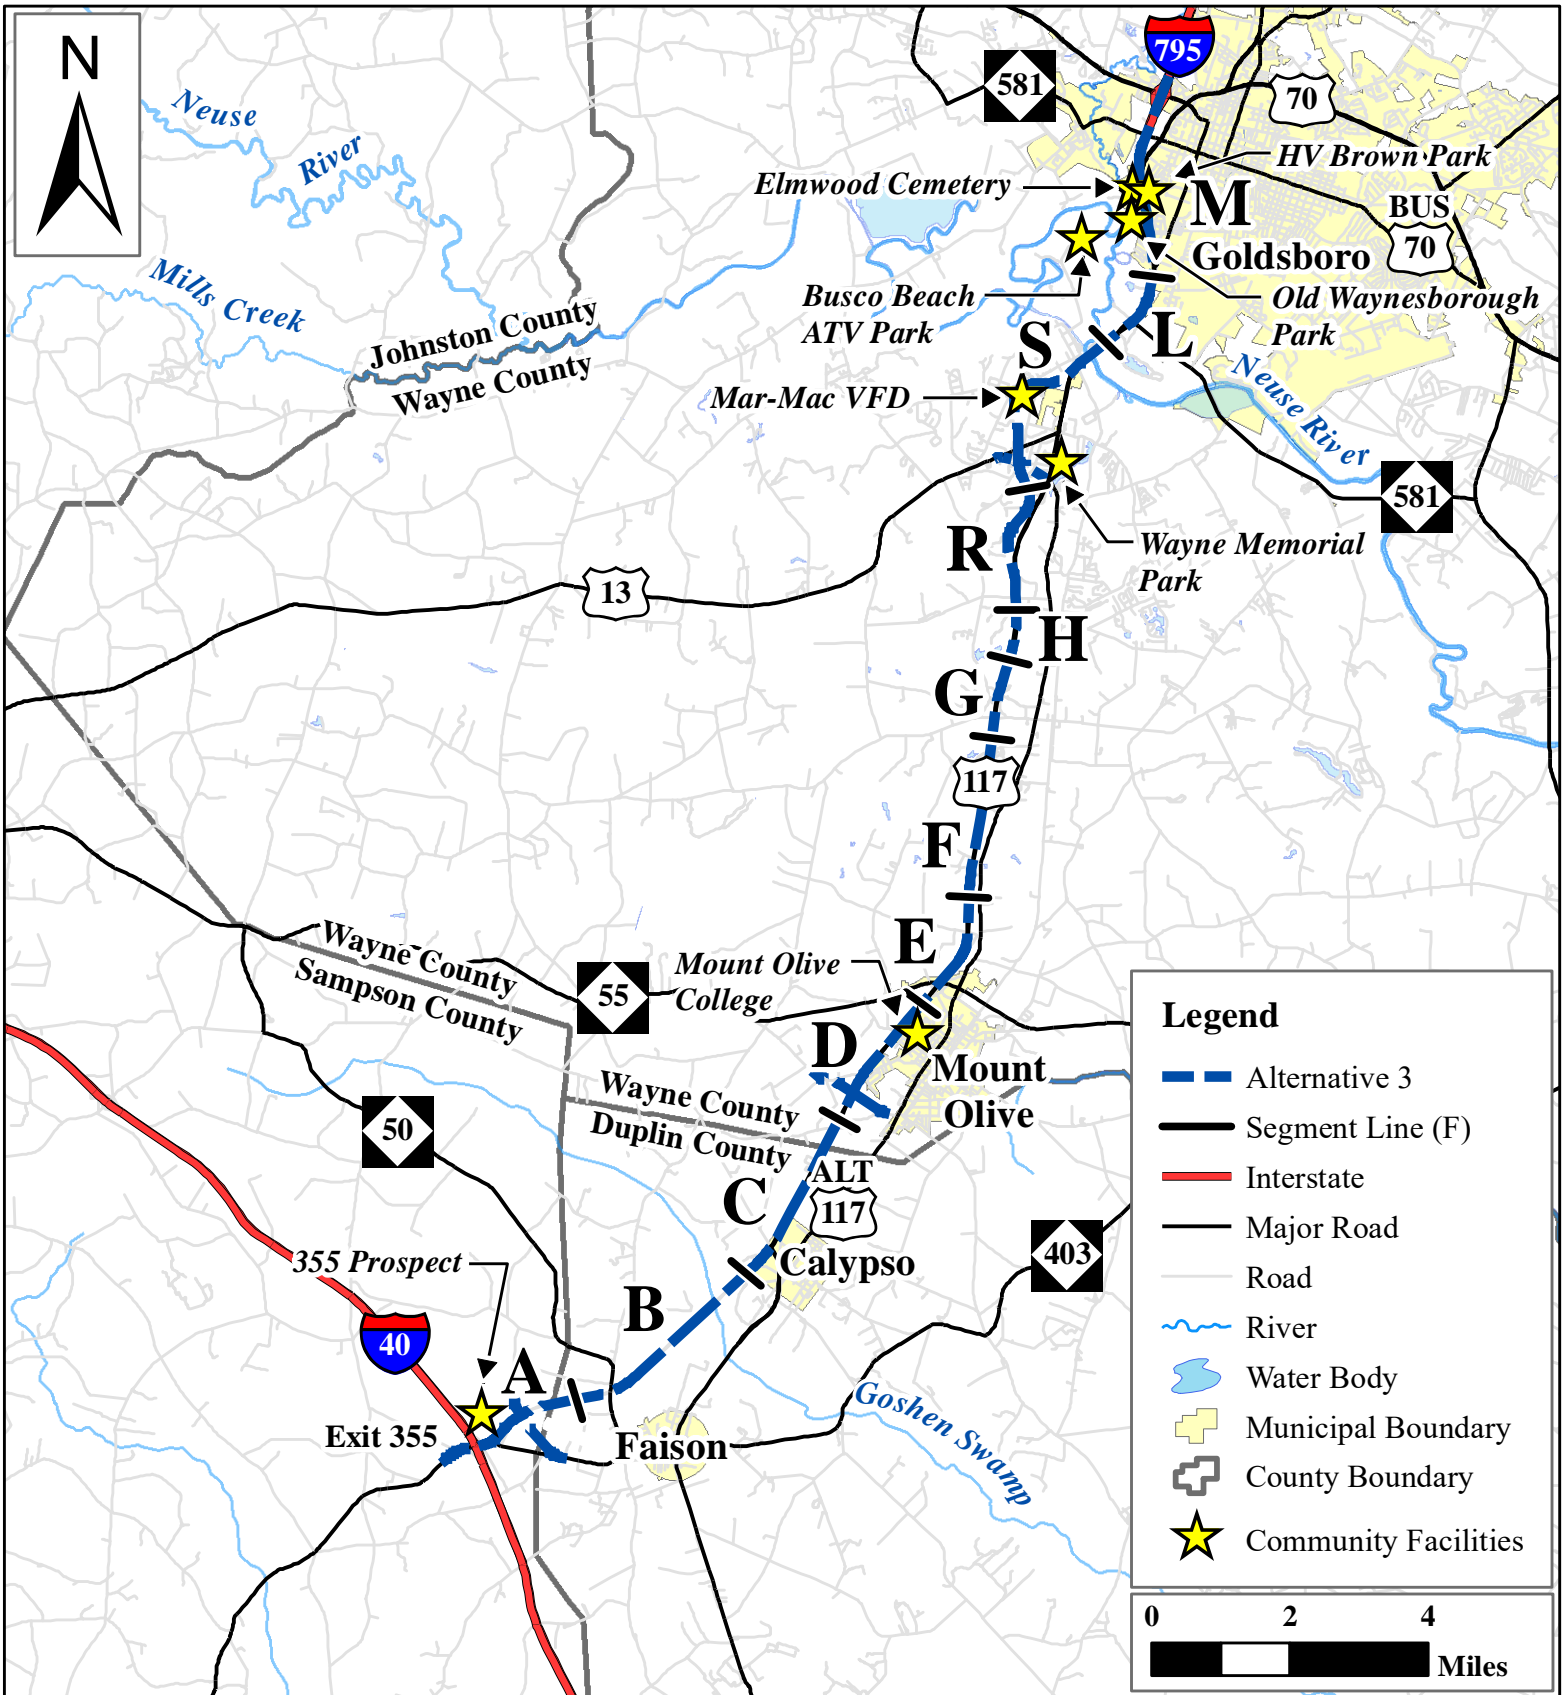 N
795
581
70
Neuse
River
HV Brown Park
Elmwood Cemetery
M
BUS
70
Goldsboro
Mills Creek
Busco Beach
ATV Park
Old Waynesborough
Park
Johnston County
Wayne County
S
L
Mar-Mac VFD
Neuse River
581
R
Wayne Memorial
Park
13
H
G
117
F
E
Wayne County
Sampson County
55
Mount Olive
College
D
Mount
Olive
Wayne County
Duplin County
50
ALT
117
C
Calypso
403
355 Prospect
B
40
A
Exit 355
Faison
Goshen Swamp
Legend
Alternative 3
Segment Line (F)
Interstate
Major Road
Road
River
Water Body
Municipal Boundary
County Boundary
Community Facilities
0 2 4
Miles